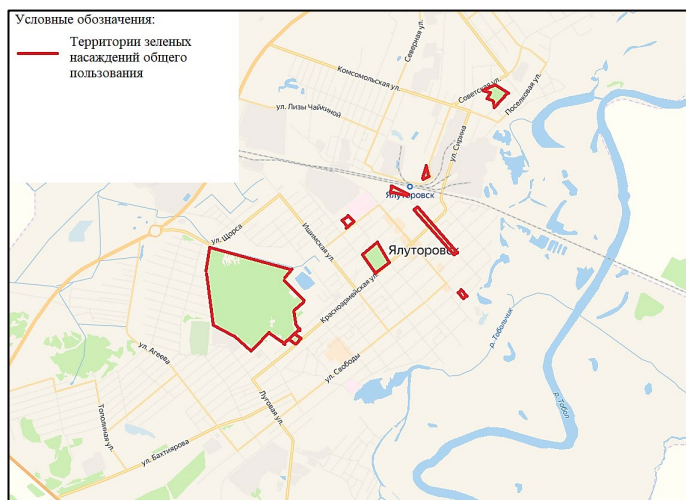 Условные обозначения:
Территории зеленых
насаждений общего
пользования
Северная ул.
Комсомольская ул.
Советская ул.
Поселковая ул.
ул. Лизы Чайкиной
ул. Сирина
Ялуторовск
ул. Щорса
Ишимская ул.
Ялуторовск
Красноармейская ул.
р. Тобольчик
ул. Агеева
ул. Свободы
р. Тобол
Луговая ул.
Тополиная ул.
ул. Бахтиярова